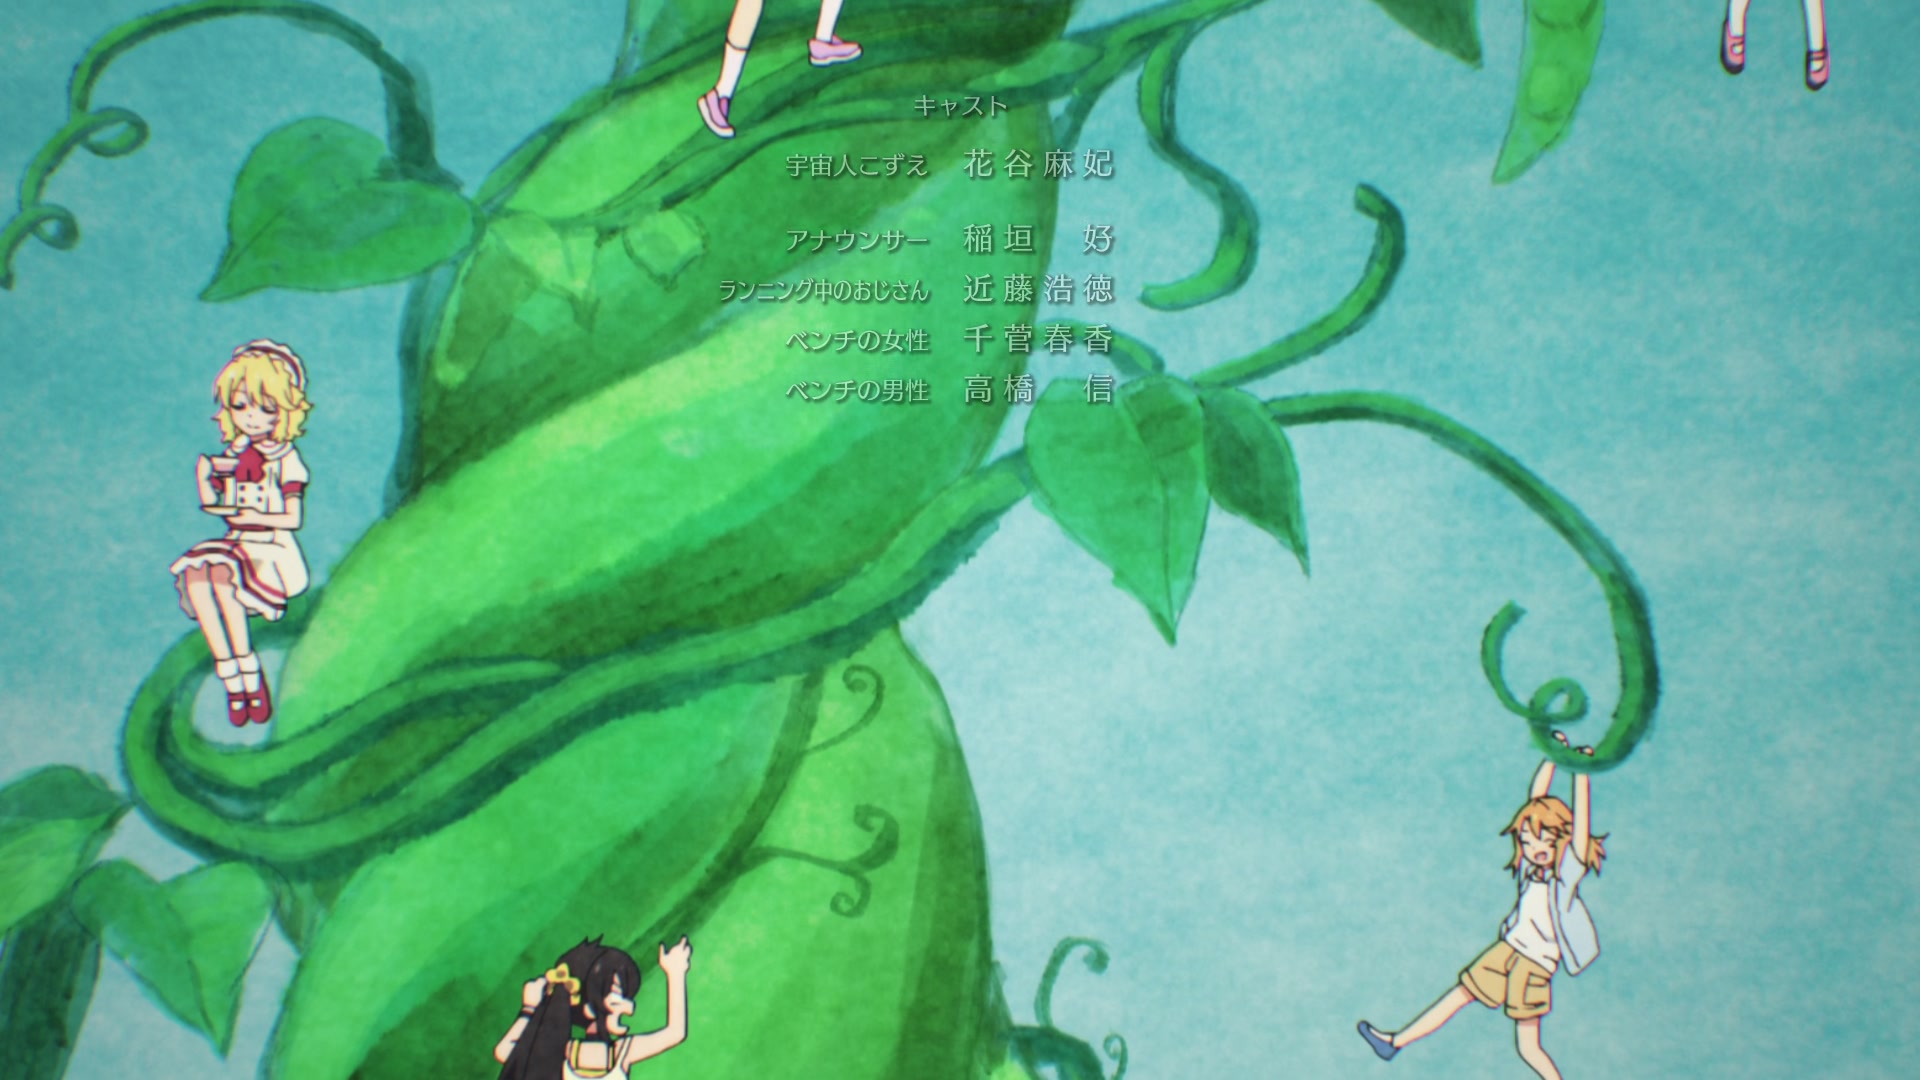 キャスト
宇宙人こずえ 花谷麻妃
アナウンサー 稲垣 好
ランニング中のおじさん 近藤浩徳
ベンチの女性 千菅春香
ベンチの男性 高橋 信